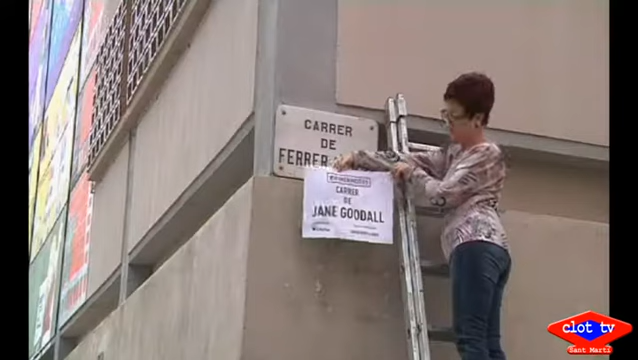 CARRER
DE
FERRER
CARRER
DE
JANE GOODALL
clot tv
Sant Martí